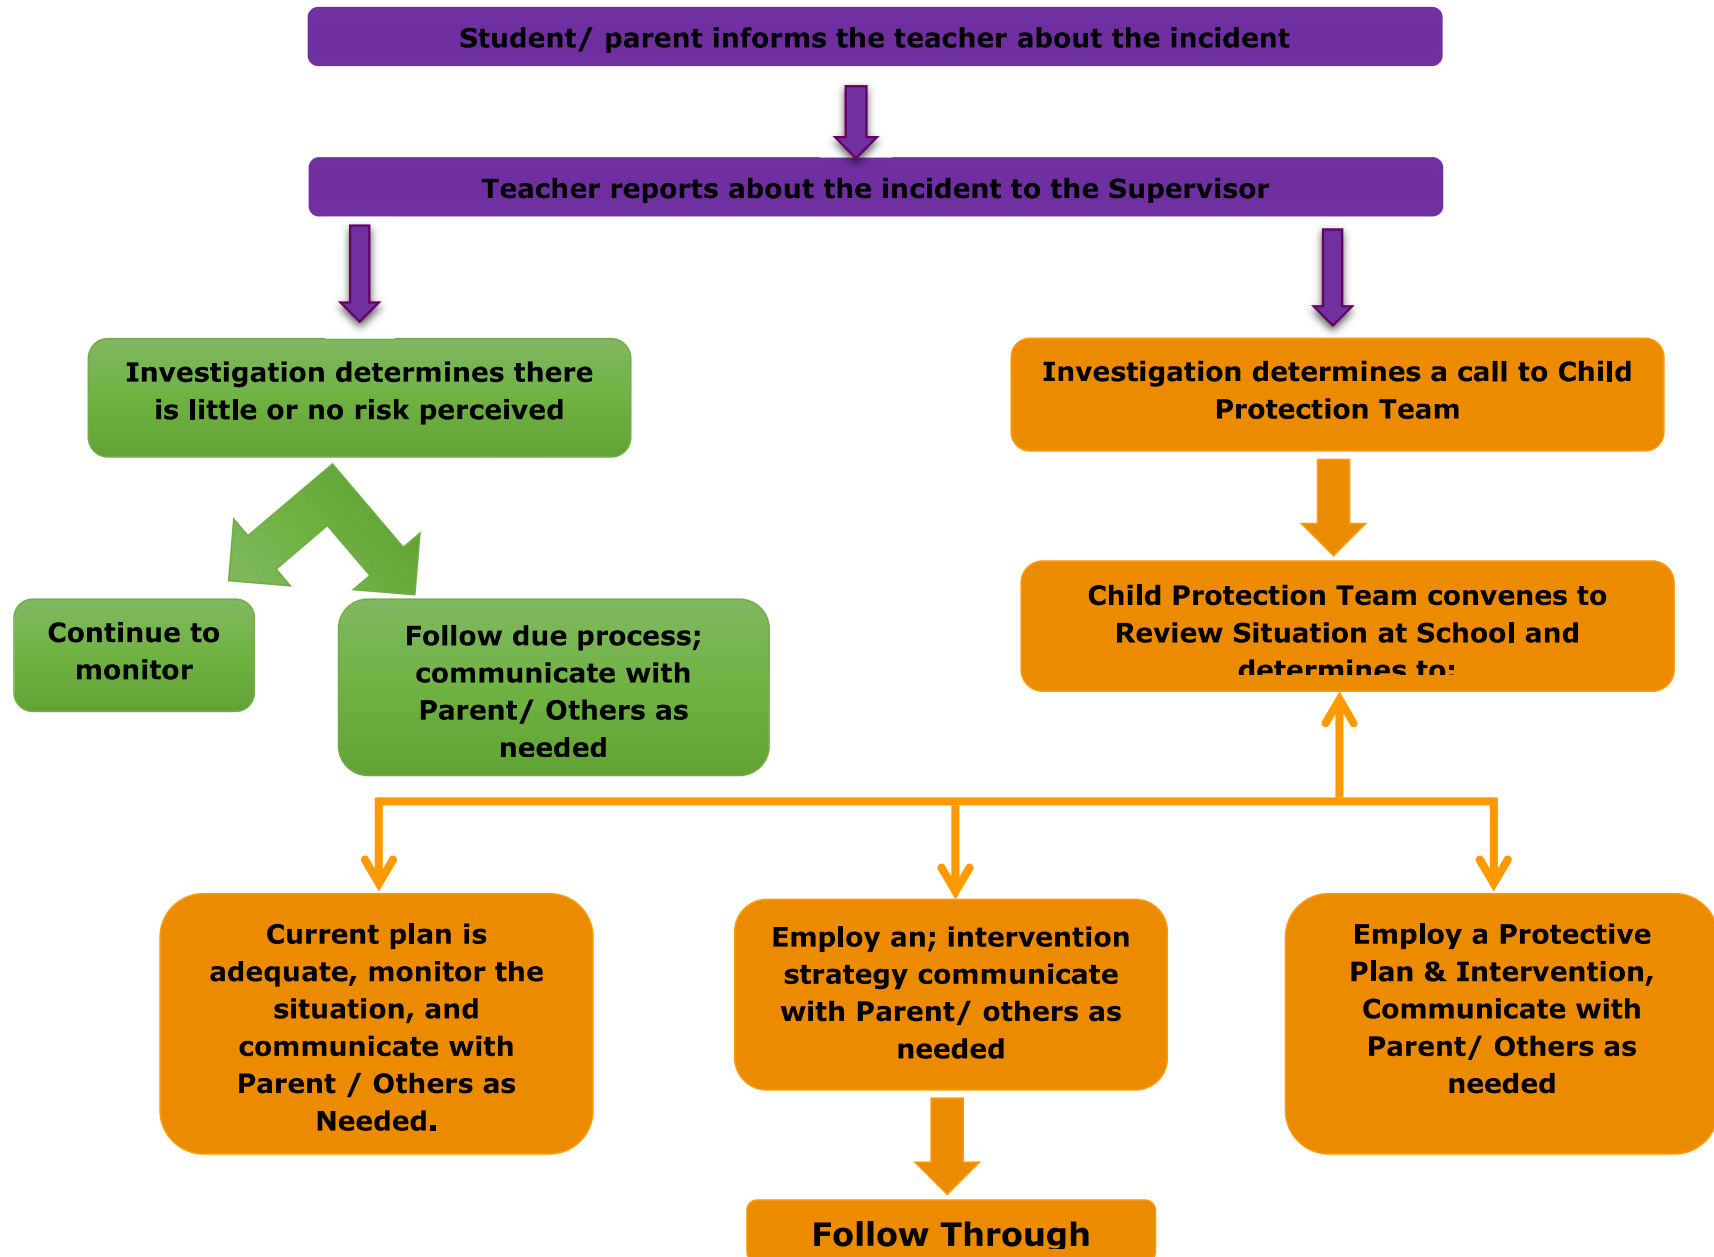 Student/ parent informs the teacher about the incident
Teacher reports about the incident to the Supervisor
Investigation determines there
is little or no risk perceived
Investigation determines a call to Child
Protection Team
Continue to
monitor
Follow due process;
communicate with
Parent/ Others as
needed
Child Protection Team convenes to
Review Situation at School and
determines to:
Current plan is
adequate, monitor the
situation, and
communicate with
Parent / Others as
Needed.
Employ an; intervention
strategy communicate
with Parent/ others as
needed
Employ a Protective
Plan & Intervention,
Communicate with
Parent/ Others as
needed
Follow Through